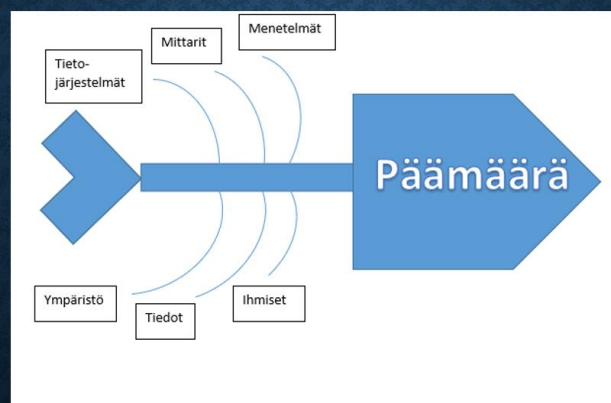 Menetelmät
Mittarit
Tieto-
järjestelmät
Päämäärä
Ympäristö
Tiedot
Ihmiset